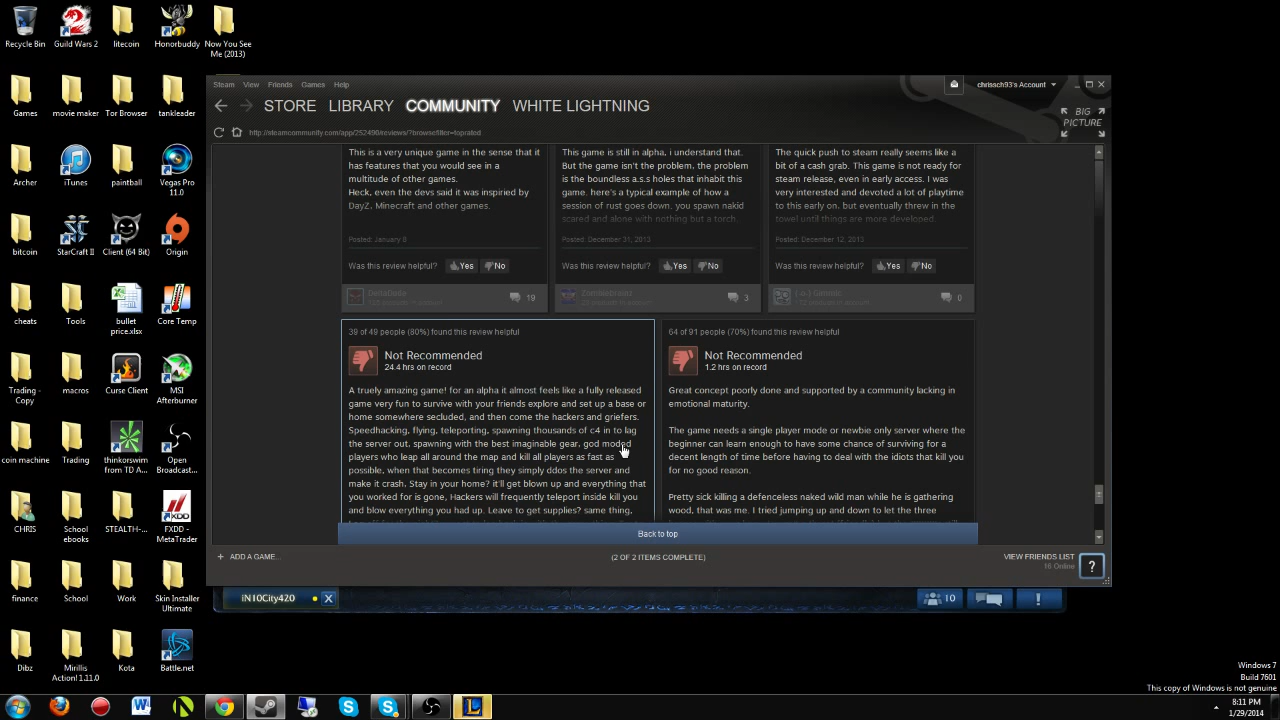 Recycle Bin
Guild Wars 2
litecoin
Honorbuddy
Now You See
Me (2013)
Games
movie maker
Tor Browser
tankleader
Archer
iTunes
paintball
Vegas Pro
11.0
bitcoin
StarCraft II
Client (64 Bit)
Origin
cheats
Tools
bullet
price.xlsx
Core Temp
Trading -
Copy
macros
Curse Client
MSI
Afterburner
coin machine
Trading
thinkorswim
from TD A...
Open
Broadcast...
CHRIS
School
ebooks
STEALTH-...
FXDD -
MetaTrader
finance
School
Work
Skin Installer
Ultimate
Dibz
Mirillis
Action! 1.11.0
Kota
Battle.net
Steam View Friends Games Help
chrissch93's Account
STORE LIBRARY COMMUNITY WHITE LIGHTNING
BIG
PICTURE
http://steamcommunity.com/app/252490/reviews/?browsefilter=toprated
This is a very unique game in the sense that it
has features that you would see in a
multitude of other games.
Heck, even the devs said it was inspiried by
DayZ, Minecraft and other games.
Posted: January 8
Was this review helpful? Yes No
19
This game is still in alpha, i understand that.
But the game isn't the problem, the problem
is the boundless a.s.s holes that inhabit this
game. here's a typical example of how a
session of rust goes down, you spawn nakid
scared and alone with nothing but a torch.
Posted: December 31, 2013
Was this review helpful? Yes No
3
The quick push to steam really seems like a
bit of a cash grab. This game is not ready for
steam release, even in early access. I was
very interested and devoted a lot of playtime
to this early on, but eventually threw in the
towel until things are more developed.
Posted: December 12, 2013
Was this review helpful? Yes No
0
39 of 49 people (80%) found this review helpful
Not Recommended
24.4 hrs on record
A truely amazing game! for an alpha it almost feels like a fully released
game very fun to survive with your friends explore and set up a base or
home somewhere secluded, and then come the hackers and griefers.
Speedhacking, flying, teleporting, spawning thousands of c4 in to lag
the server out, spawning with the best imaginable gear, god moded
players who leap all around the map and kill all players as fast as
possible, when that becomes tiring they simply ddos the server and
make it crash. Stay in your home? it'll get blown up and everything that
you worked for is gone, Hackers will frequently teleport inside kill you
and blow everything you had up. Leave to get supplies? same thing,
64 of 91 people (70%) found this review helpful
Not Recommended
1.2 hrs on record
Great concept poorly done and supported by a community lacking in
emotional maturity.
The game needs a single player mode or newbie only server where the
beginner can learn enough to have some chance of surviving for a
decent length of time before having to deal with the idiots that kill you
for no good reason.
Pretty sick killing a defenceless naked wild man while he is gathering
wood, that was me. I tried jumping up and down to let the three
Back to top
ADD A GAME...
(2 OF 2 ITEMS COMPLETE)
VIEW FRIENDS LIST
16 Online
iN10City420
10
Windows 7
Build 7601
This copy of Windows is not genuine
8:11 PM
1/29/2014